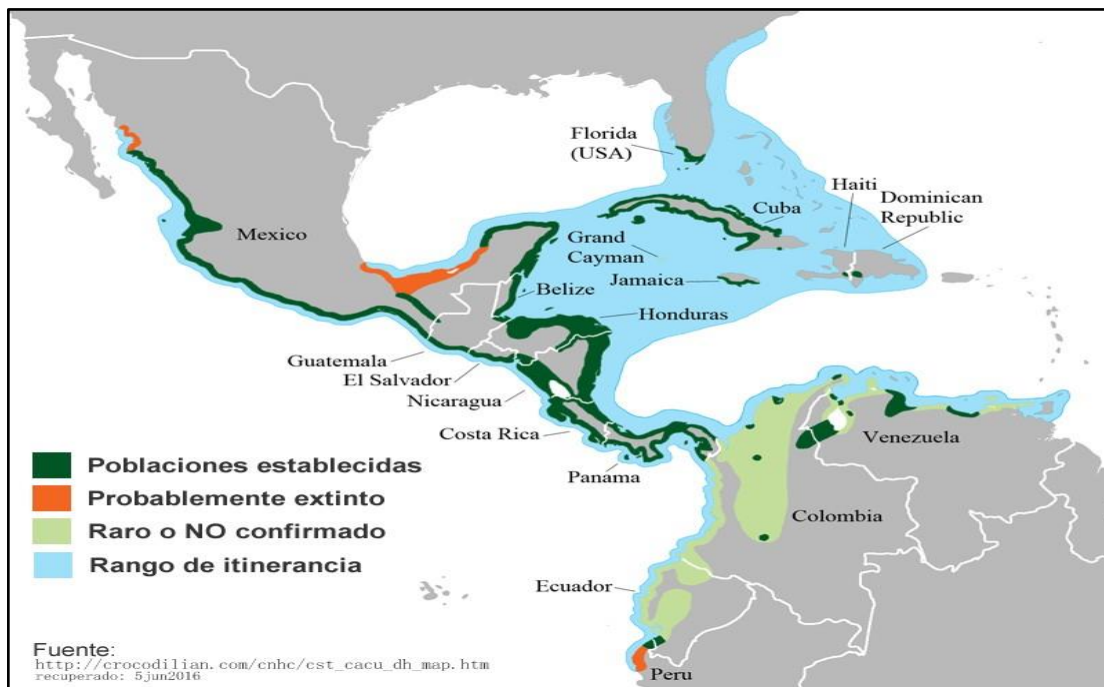 Florida
(USA)
Haiti
Dominican
Republic
Cuba
Mexico
Grand
Cayman
Jamaica
Belize
Honduras
Guatemala
El Salvador
Nicaragua
Costa Rica
Panama
Venezuela
Colombia
Ecuador
Peru
Poblaciones establecidas
Probablemente extinto
Raro o NO confirmado
Rango de itinerancia
Fuente:
http://crocodilian.com/cnhc/cst_cacu_dh_map.htm
recuperado: 5jun2016